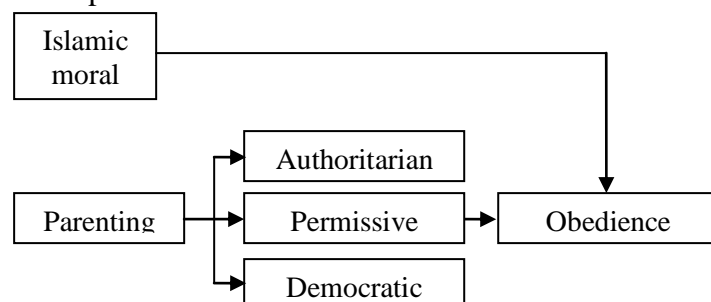 Islamic
moral
Authoritarian
Parenting
Permissive
Obedience
Democratic